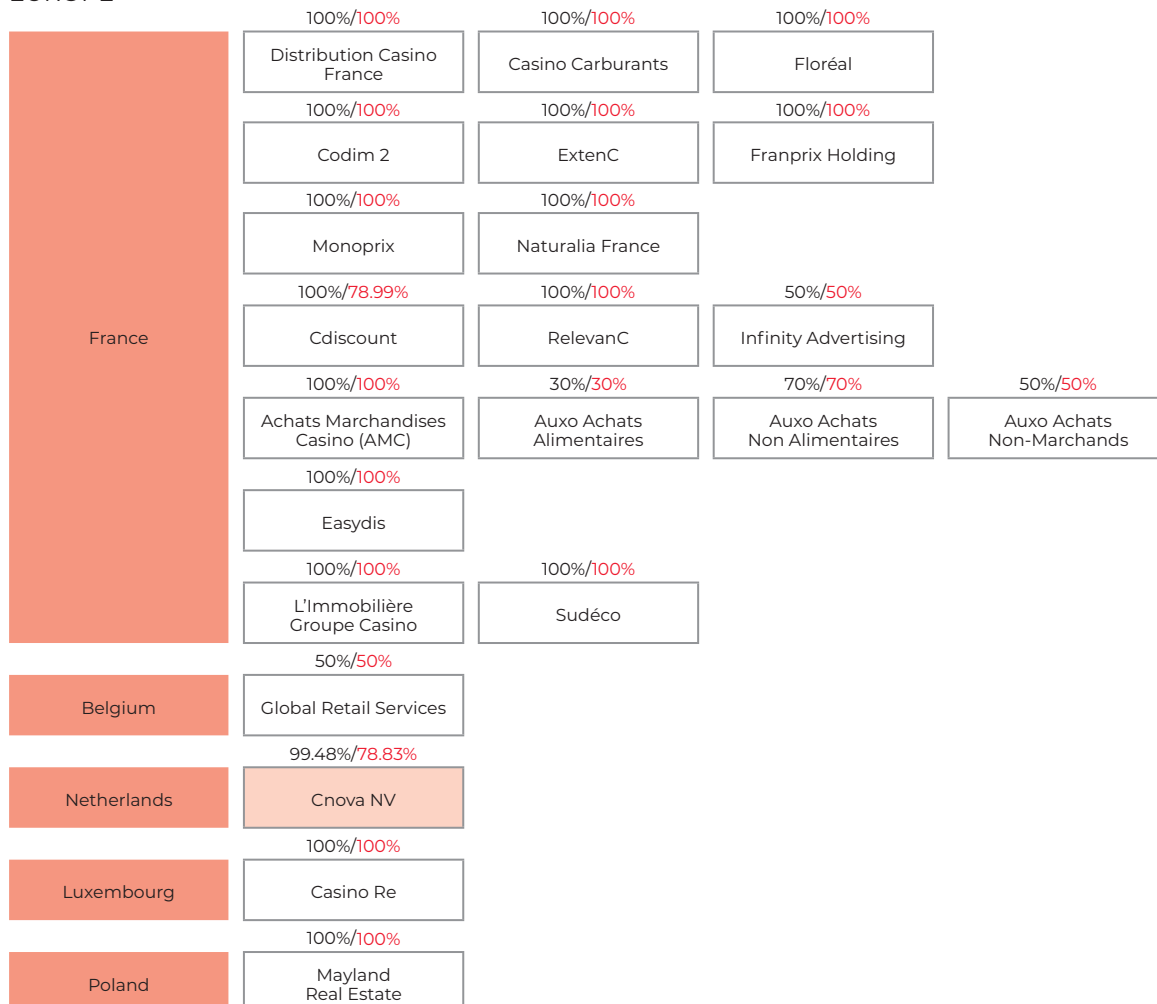 100%/100% 100%/100% 100%/100%
Distribution Casino
France
Casino Carburants
Floréal
100%/100% 100%/100% 100%/100%
Codim 2
ExtenC
Franprix Holding
100%/100% 100%/100%
Monoprix
Naturalia France
France
100%/78.99% 100%/100% 50%/50%
Cdiscount
RelevanC
Infinity Advertising
100%/100% 30%/30% 70%/70% 50%/50%
Achats Marchandises
Casino (AMC)
Auxo Achats
Alimentaires
Auxo Achats
Non Alimentaires
Auxo Achats
Non-Marchands
100%/100%
Easydis
100%/100% 100%/100%
L'Immobilière
Groupe Casino
Sudéco
50%/50%
Belgium
Global Retail Services
99.48%/78.83%
Netherlands
Cnova NV
100%/100%
Luxembourg
Casino Re
100%/100%
Poland
Mayland
Real Estate